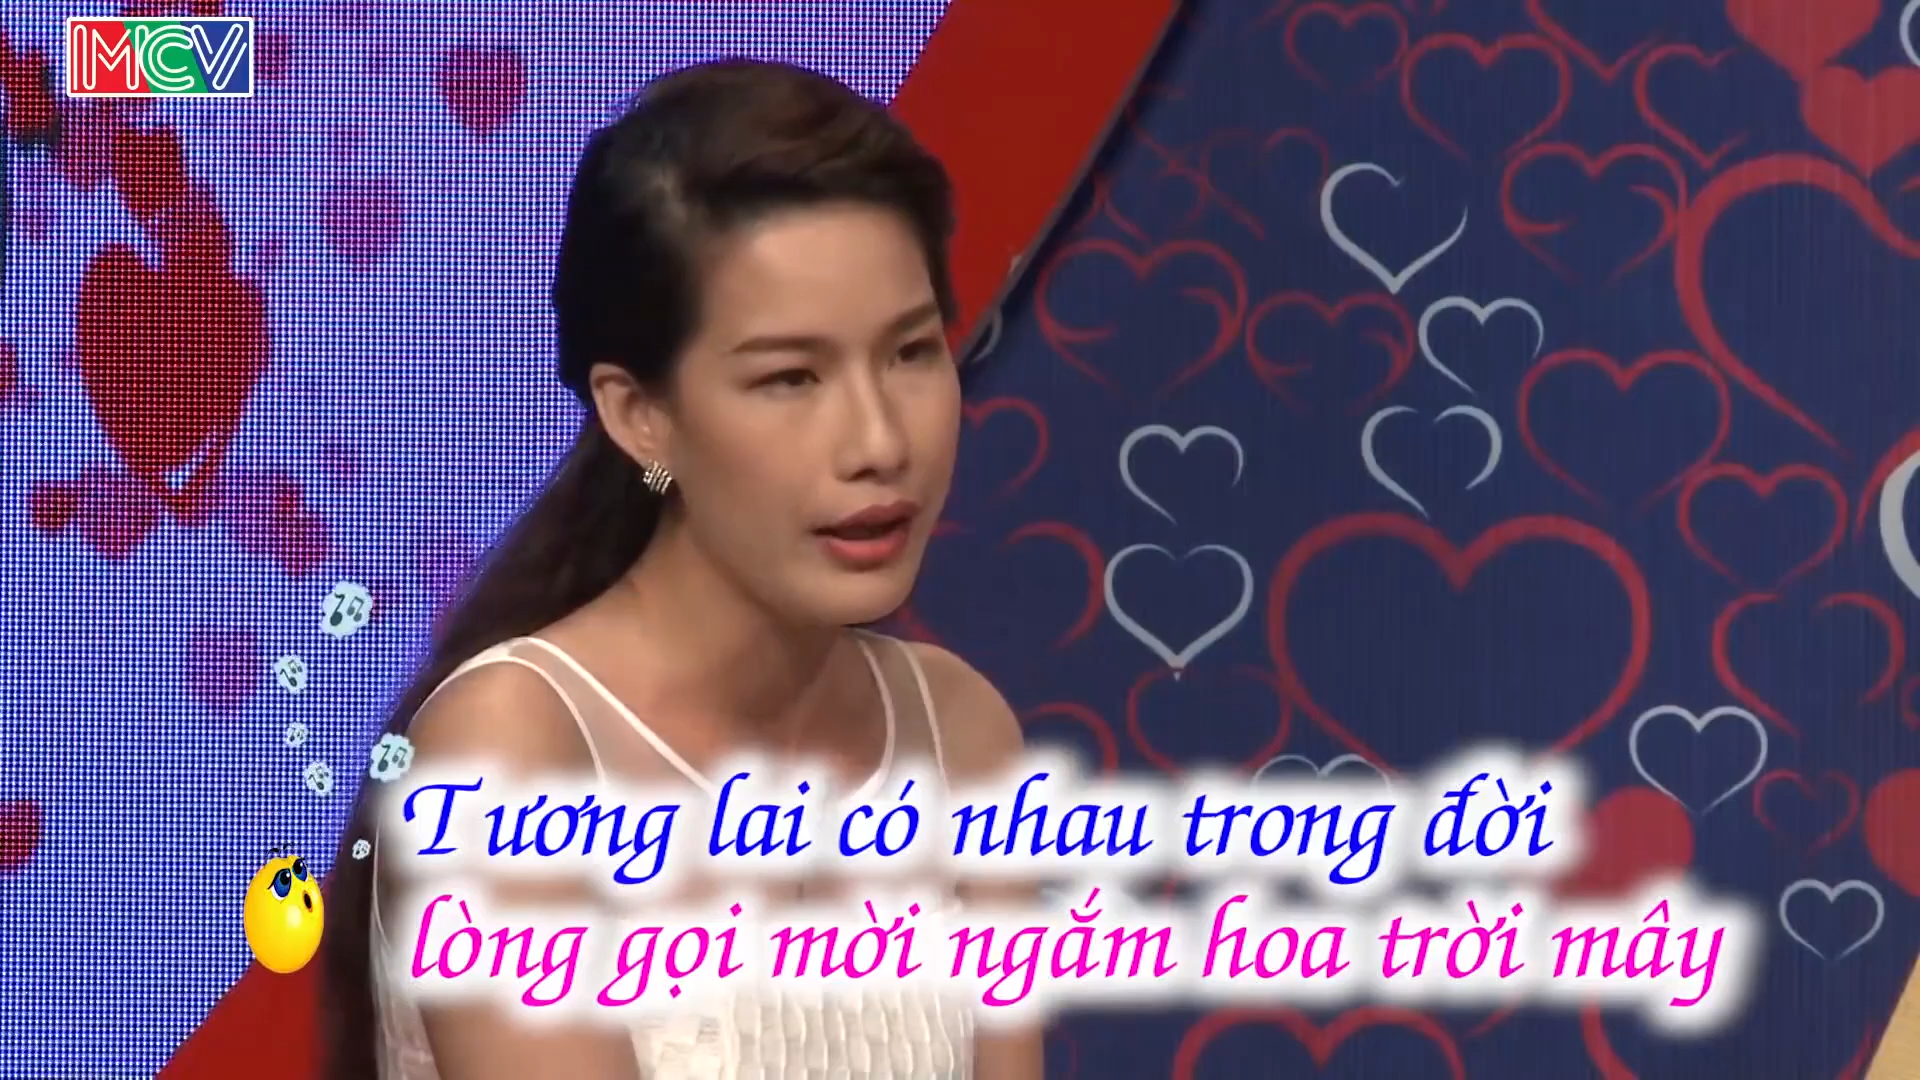 MCV
Tương lai có nhau trong đời
lòng gọi mời ngắm hoa trời mây